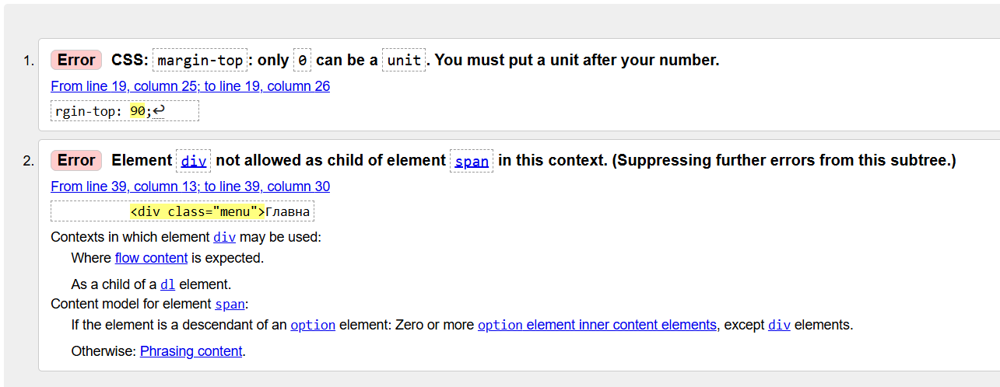 1. Error CSS: margin-top: only 0 can be a unit. You must put a unit after your number.
From line 19, column 25; to line 19, column 26
rgin-top: 90;↩
2. Error Element div not allowed as child of element span in this context. (Suppressing further errors from this subtree.)
From line 39, column 13; to line 39, column 30
<div class="menu">Главна
Contexts in which element div may be used:
Where flow content is expected.
As a child of a dl element.
Content model for element span:
If the element is a descendant of an option element: Zero or more option element inner content elements, except div elements.
Otherwise: Phrasing content.